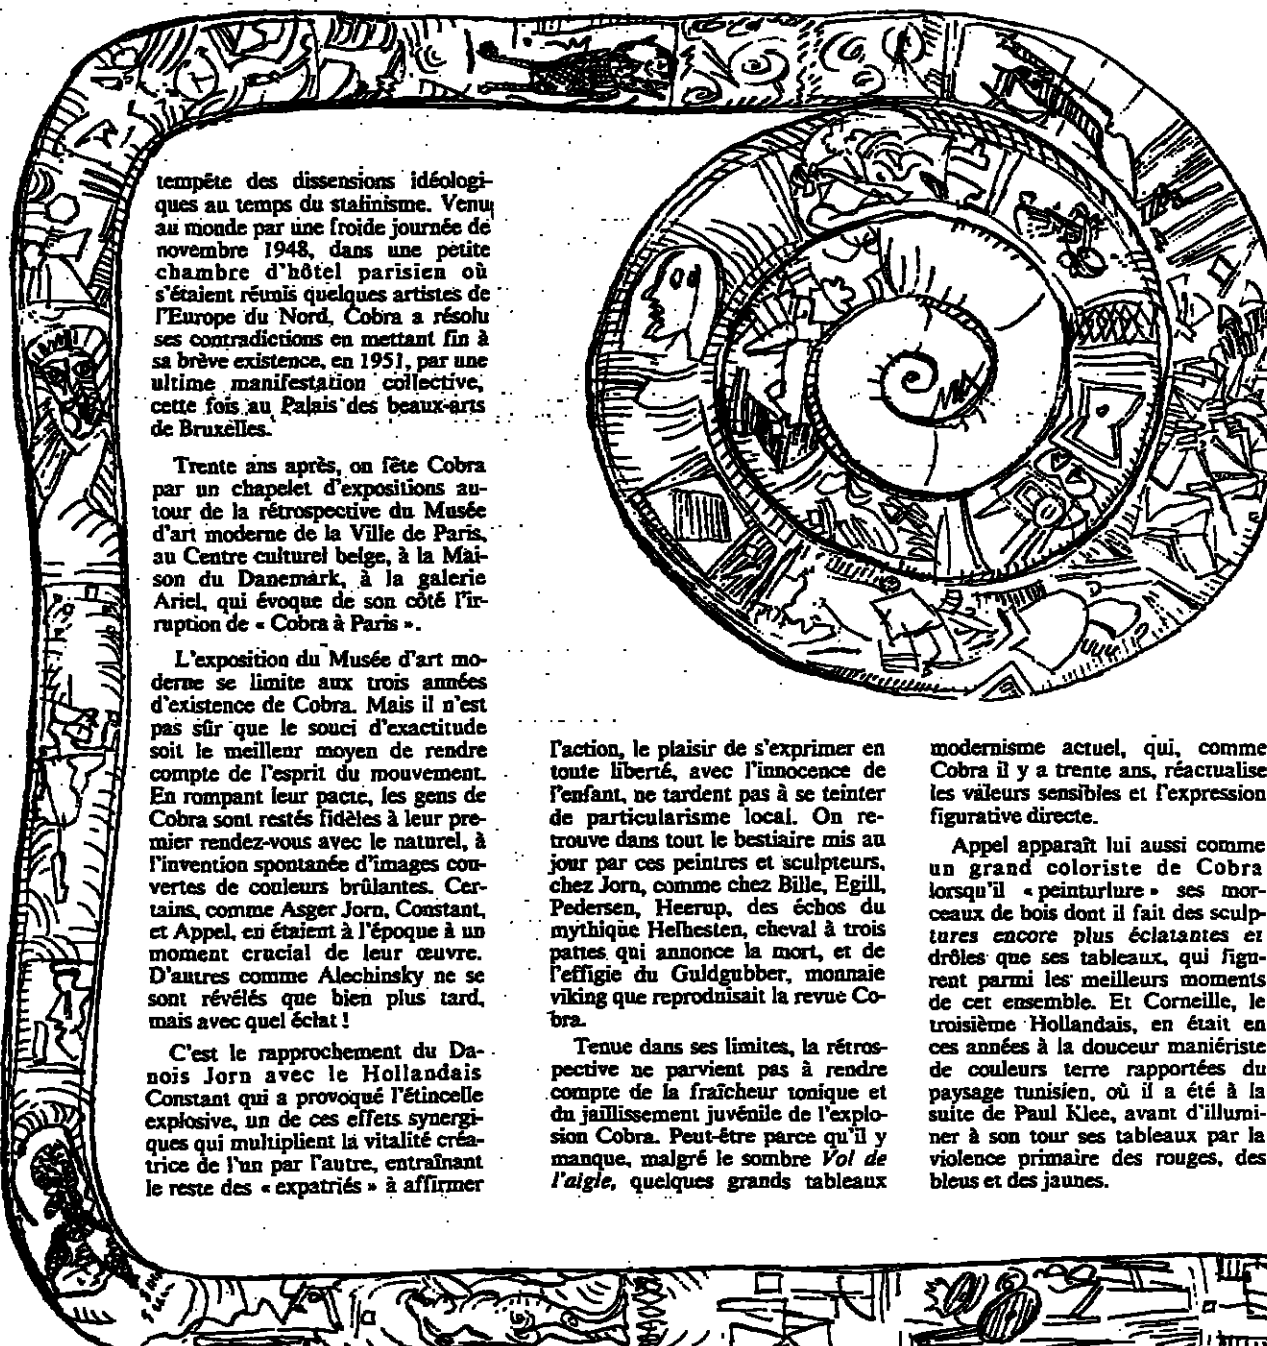 tempête des dissensions idéologi-
ques au temps du stalinisme. Venu
au monde par une froide journée de
novembre 1948, dans une petite
chambre d'hôtel parisien où
s'étaient réunis quelques artistes de
l'Europe du Nord, Cobra a résolu
ses contradictions en mettant fin à
sa brève existence, en 1951, par une
ultime manifestation collective,
cette fois au Palais des beaux-arts
de Bruxelles.
Trente ans après, on fête Cobra
par un chapelet d'expositions au-
tour de la rétrospective du Musée
d'art moderne de la Ville de Paris,
au Centre culturel belge, à la Mai-
son du Danemark, à la galerie
Ariel, qui évoque de son côté l'ir-
ruption de « Cobra à Paris ».
L'exposition du Musée d'art mo-
derne se limite aux trois années
d'existence de Cobra. Mais il n'est
pas sûr que le souci d'exactitude
soit le meilleur moyen de rendre
compte de l'esprit du mouvement.
En rompant leur pacte, les gens de
Cobra sont restés fidèles à leur pre-
mier rendez-vous avec le naturel, à
l'invention spontanée d'images cou-
vertes de couleurs brûlantes. Cer-
tains, comme Asger Jorn, Constant,
et Appel, en étaient à l'époque à un
moment crucial de leur œuvre.
D'autres comme Alechinsky ne se
sont révélés que bien plus tard,
mais avec quel éclat !
C'est le rapprochement du Da-
nois Jorn avec le Hollandais
Constant qui a provoqué l'étincelle
explosive, un de ces effets synergi-
ques qui multiplient la vitalité créa-
trice de l'un par l'autre, entraînant
le reste des « expatriés » à affirmer
l'action, le plaisir de s'exprimer en
toute liberté, avec l'innocence de
l'enfant, ne tardent pas à se teinter
de particularisme local. On re-
trouve dans tout le bestiaire mis au
jour par ces peintres et sculpteurs,
chez Jorn, comme chez Bille, Egill,
Pedersen, Heerup, des échos du
mythique Helhesten, cheval à trois
pattes qui annonce la mort, et de
l'effigie du Guldgubber, monnaie
viking que reproduisait la revue Co-
bra.
Tenue dans ses limites, la rétros-
pective ne parvient pas à rendre
compte de la fraîcheur tonique et
du jaillissement juvénile de l'explo-
sion Cobra. Peut-être parce qu'il y
manque, malgré le sombre Vol de
l'aigle, quelques grands tableaux
modernisme actuel, qui, comme
Cobra il y a trente ans, réactualise
les valeurs sensibles et l'expression
figurative directe.
Appel apparaît lui aussi comme
un grand coloriste de Cobra
lorsqu'il « peinturlure » ses mor-
ceaux de bois dont il fait des sculp-
tures encore plus éclatantes et
drôles que ses tableaux, qui figu-
rent parmi les meilleurs moments
de cet ensemble. Et Corneille, le
troisième Hollandais, en était en
ces années à la douceur maniériste
de couleurs terre rapportées du
paysage tunisien, où il a été à la
suite de Paul Klee, avant d'illumi-
ner à son tour ses tableaux par la
violence primaire des rouges, des
bleus et des jaunes.